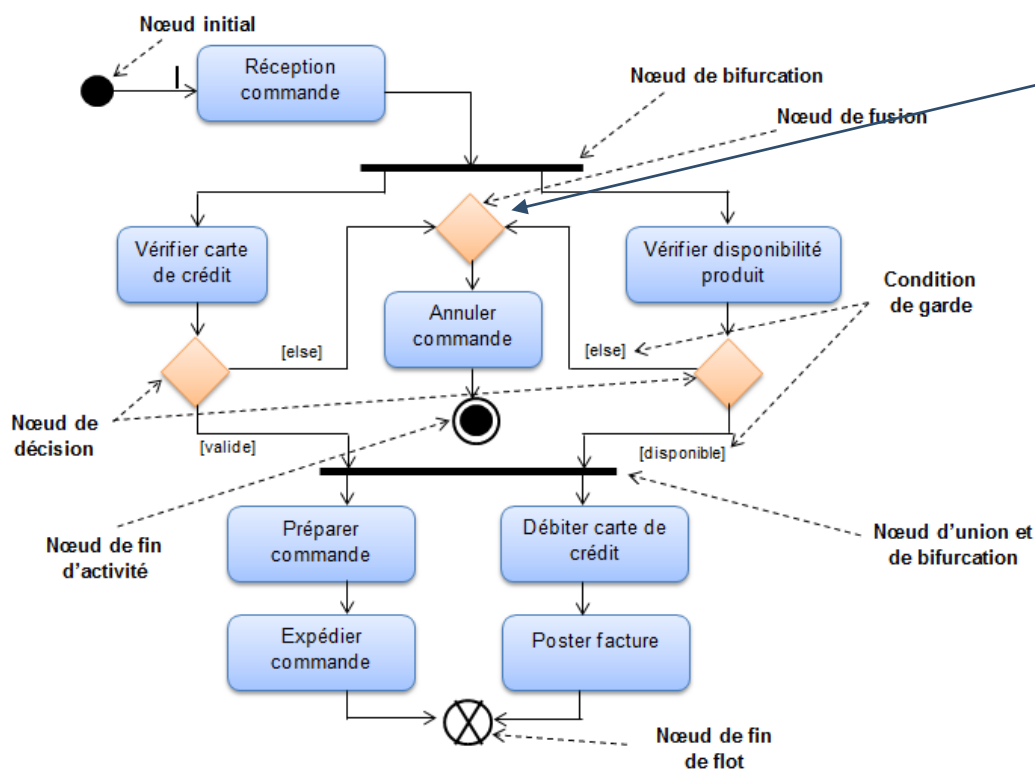 Nœud initial
Réception
commande
Nœud de bifurcation
Nœud de fusion
Vérifier carte
de crédit
Vérifier disponibilité
produit
Annuler
commande
Condition
de garde
[else]
[else]
Nœud de
décision
[valide]
[disponible]
Préparer
commande
Débiter carte de
crédit
Nœud de fin
d'activité
Nœud d'union et
de bifurcation
Expédier
commande
Poster facture
Nœud de fin
de flot